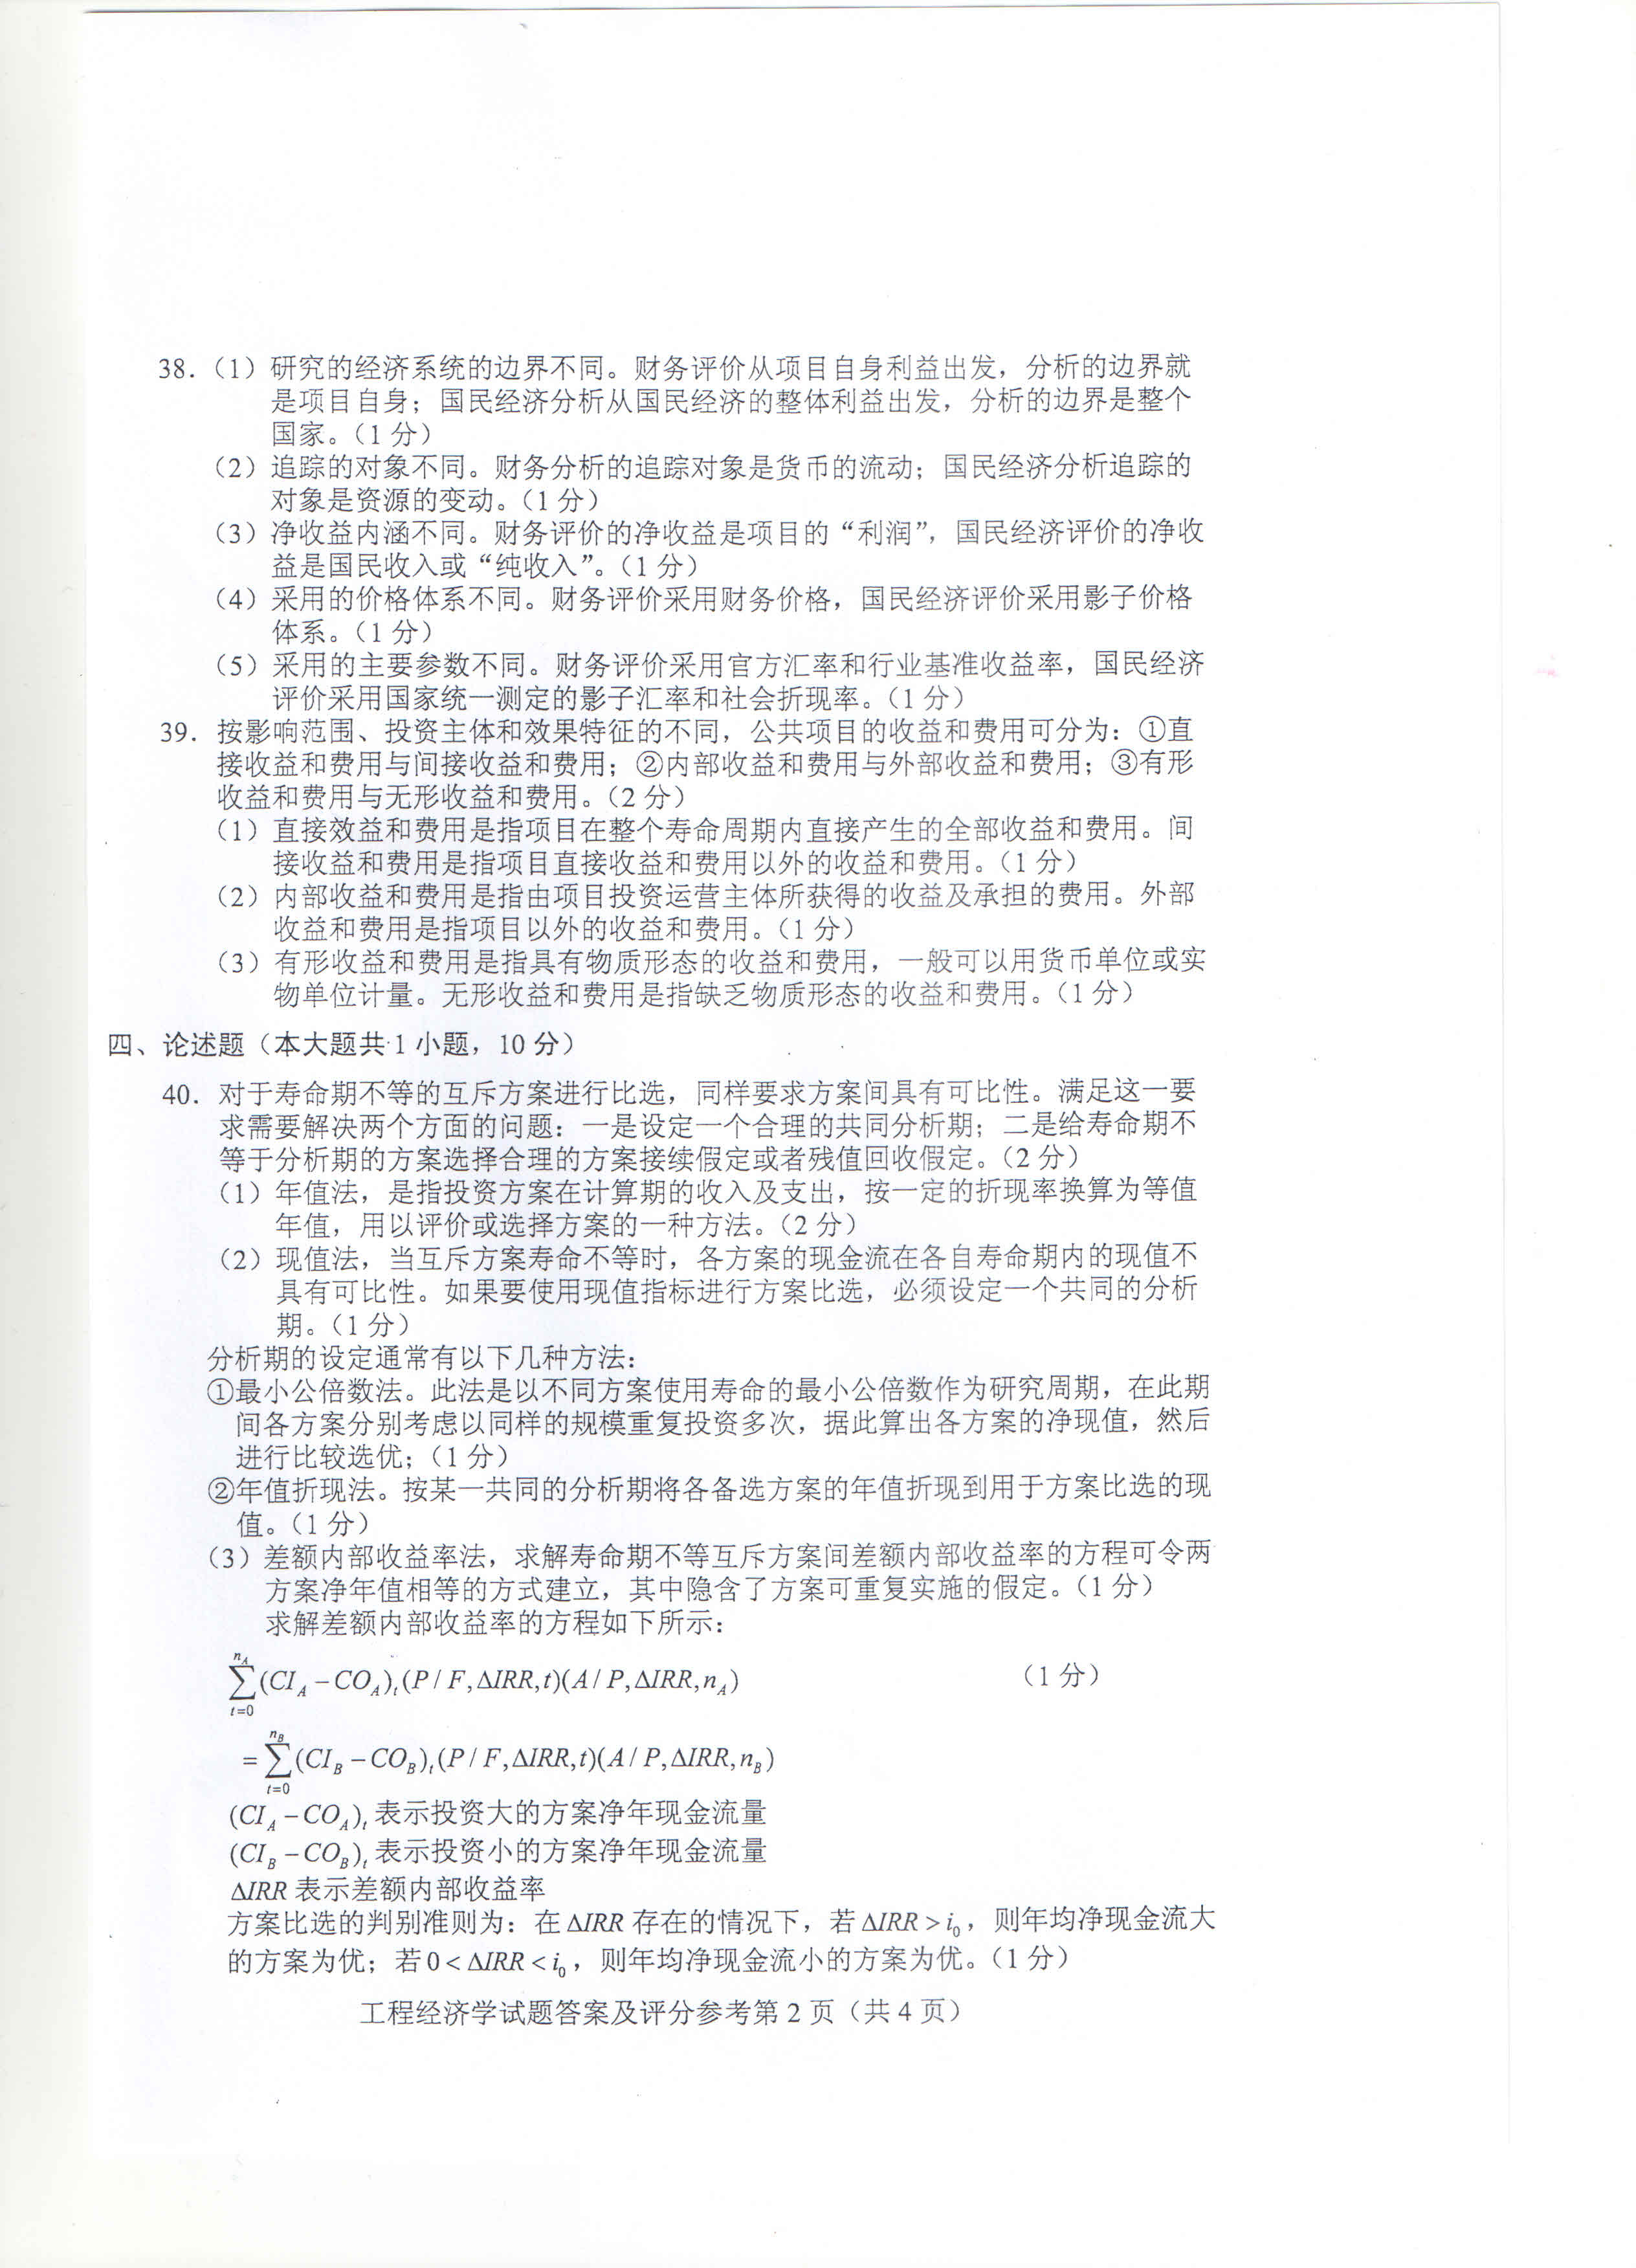 38.（1）研究的经济系统的边界不同。财务评价从项目自身利益出发，分析的边界就
是项目自身；国民经济分析从国民经济的整体利益出发，分析的边界是整个
国家。（1 分）
（2）追踪的对象不同。财务分析的追踪对象是货币的流动；国民经济分析追踪的
对象是资源的变动。（1 分）
（3）净收益内涵不同。财务评价的净收益是项目的“利润”，国民经济评价的净收
益是国民收入或“纯收入”。（1 分）
（4）采用的价格体系不同。财务评价采用财务价格，国民经济评价采用影子价格
体系。（1 分）
（5）采用的主要参数不同。财务评价采用官方汇率和行业基准收益率，国民经济
评价采用国家统一测定的影子汇率和社会折现率。（1 分）
39. 按影响范围、投资主体和效果特征的不同，公共项目的收益和费用可分为：①直
接收益和费用与间接收益和费用；②内部收益和费用与外部收益和费用；③有形
收益和费用与无形收益和费用。（2 分）
（1）直接效益和费用是指项目在整个寿命周期内直接产生的全部收益和费用。间
接收益和费用是指项目直接收益和费用以外的收益和费用。（1 分）
（2）内部收益和费用是指由项目投资运营主体所获得的收益及承担的费用。外部
收益和费用是指项目以外的收益和费用。（1 分）
（3）有形收益和费用是指具有物质形态的收益和费用，一般可以用货币单位或实
物单位计量。无形收益和费用是指缺乏物质形态的收益和费用。（1 分）
四、论述题（本大题共 1 小题，10 分）
40. 对于寿命期不等的互斥方案进行比选，同样要求方案间具有可比性。满足这一要
求需要解决两个方面的问题：一是设定一个合理的共同分析期；二是给寿命期不
等于分析期的方案选择合理的方案接续假定或者残值回收假定。（2 分）
（1）年值法，是指投资方案在计算期的收入及支出，按一定的折现率换算为等值
年值，用以评价或选择方案的一种方法。（2 分）
（2）现值法，当互斥方案寿命不等时，各方案的现金流在各自寿命期内的现值不
具有可比性。如果要使用现值指标进行方案比选，必须设定一个共同的分析
期。（1 分）
分析期的设定通常有以下几种方法：
①最小公倍数法。此法是以不同方案使用寿命的最小公倍数作为研究周期，在此期
间各方案分别考虑以同样的规模重复投资多次，据此算出各方案的净现值，然后
进行比较选优；（1 分）
②年值折现法。按某一共同的分析期将各备选方案的年值折现到用于方案比选的现
值。（1 分）
（3）差额内部收益率法，求解寿命期不等互斥方案间差额内部收益率的方程可令两
方案净年值相等的方式建立，其中隐含了方案可重复实施的假定。（1 分）
求解差额内部收益率的方程如下所示：
$\sum_{t=0}^{n_A}(CI_A-CO_A)_t(P/F,\Delta IRR,t)(A/P,\Delta IRR,n_A)$ （1 分）
$=\sum_{t=0}^{n_B}(CI_B-CO_B)_t(P/F,\Delta IRR,t)(A/P,\Delta IRR,n_B)$
$(CI_A-CO_A)_t$ 表示投资大的方案净年现金流量
$(CI_B-CO_B)_t$ 表示投资小的方案净年现金流量
$\Delta IRR$ 表示差额内部收益率
方案比选的判别准则为：在 $\Delta IRR$ 存在的情况下，若 $\Delta IRR>i_0$，则年均净现金流大
的方案为优；若 $0<\Delta IRR<i_0$，则年均净现金流小的方案为优。（1 分）
工程经济学试题答案及评分参考第 2 页（共 4 页）